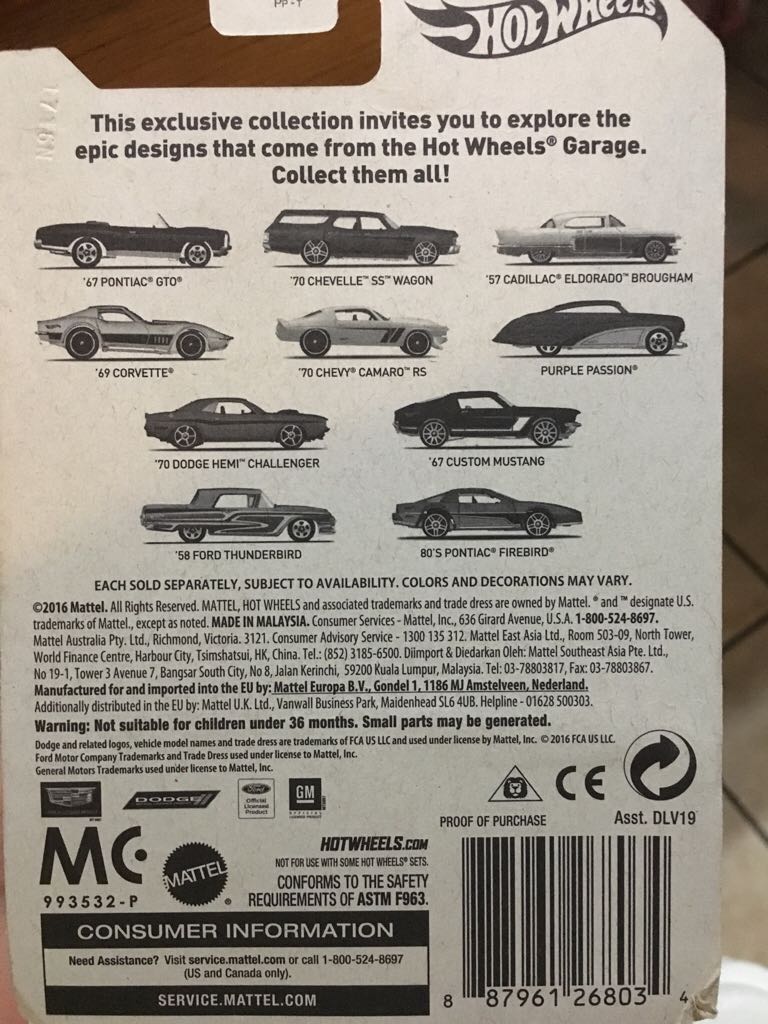 PP-T
HOT WHEELS
This exclusive collection invites you to explore the
epic designs that come from the Hot Wheels® Garage.
Collect them all!
'67 PONTIAC® GTO®
'70 CHEVELLE™ SS™ WAGON
'57 CADILLAC® ELDORADO™ BROUGHAM
'69 CORVETTE®
'70 CHEVY® CAMARO™ RS
PURPLE PASSION®
'70 DODGE HEMI™ CHALLENGER
'67 CUSTOM MUSTANG
'58 FORD THUNDERBIRD
80'S PONTIAC® FIREBIRD®
EACH SOLD SEPARATELY, SUBJECT TO AVAILABILITY. COLORS AND DECORATIONS MAY VARY.
©2016 Mattel. All Rights Reserved. MATTEL, HOT WHEELS and associated trademarks and trade dress are owned by Mattel. ® and ™ designate U.S.
trademarks of Mattel, except as noted. MADE IN MALAYSIA. Consumer Services - Mattel, Inc., 636 Girard Avenue, U.S.A. 1-800-524-8697.
Mattel Australia Pty. Ltd., Richmond, Victoria. 3121. Consumer Advisory Service - 1300 135 312. Mattel East Asia Ltd., Room 503-09, North Tower,
World Finance Centre, Harbour City, Tsimshatsui, HK, China. Tel.: (852) 3185-6500. Diimport & Diedarkan Oleh: Mattel Southeast Asia Pte. Ltd.,
No 19-1, Tower 3 Avenue 7, Bangsar South City, No 8, Jalan Kerinchi, 59200 Kuala Lumpur, Malaysia. Tel: 03-78803817, Fax: 03-78803867.
Manufactured for and imported into the EU by: Mattel Europa B.V., Gondel 1, 1186 MJ Amstelveen, Nederland.
Additionally distributed in the EU by: Mattel U.K. Ltd., Vanwall Business Park, Maidenhead SL6 4UB. Helpline - 01628 500303.
Warning: Not suitable for children under 36 months. Small parts may be generated.
Dodge and related logos, vehicle model names and trade dress are trademarks of FCA US LLC and used under license by Mattel, Inc. © 2016 FCA US LLC.
Ford Motor Company Trademarks and Trade Dress used under license to Mattel, Inc.
General Motors Trademarks used under license to Mattel, Inc.
DODGE
Ford
Official
Licensed
Product
GM
CE
PROOF OF PURCHASE
Asst. DLV19
MC
993532-P
MATTEL®
HOTWHEELS.COM
NOT FOR USE WITH SOME HOT WHEELS® SETS.
CONFORMS TO THE SAFETY
REQUIREMENTS OF ASTM F963.
CONSUMER INFORMATION
Need Assistance? Visit service.mattel.com or call 1-800-524-8697
(US and Canada only).
SERVICE.MATTEL.COM
8 87961 26803 4